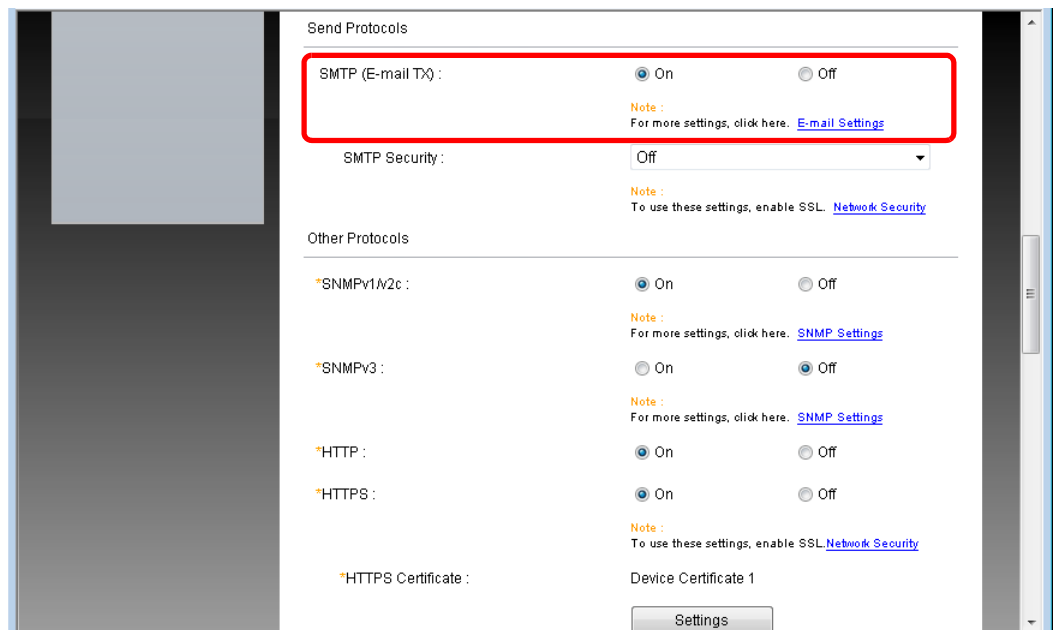 Send Protocols
SMTP (E-mail TX) : On Off
Note :
For more settings, click here. E-mail Settings
SMTP Security : Off
Note :
To use these settings, enable SSL. Network Security
Other Protocols
*SNMPv1/v2c : On Off
Note :
For more settings, click here. SNMP Settings
*SNMPv3 : On Off
Note :
For more settings, click here. SNMP Settings
*HTTP : On Off
*HTTPS : On Off
Note :
To use these settings, enable SSL.Network Security
*HTTPS Certificate : Device Certificate 1
Settings